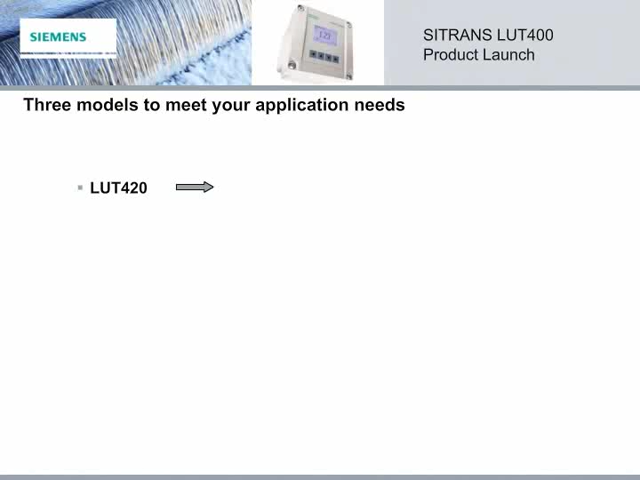 SIEMENS
SITRANS LUT400
Product Launch
Three models to meet your application needs
LUT420